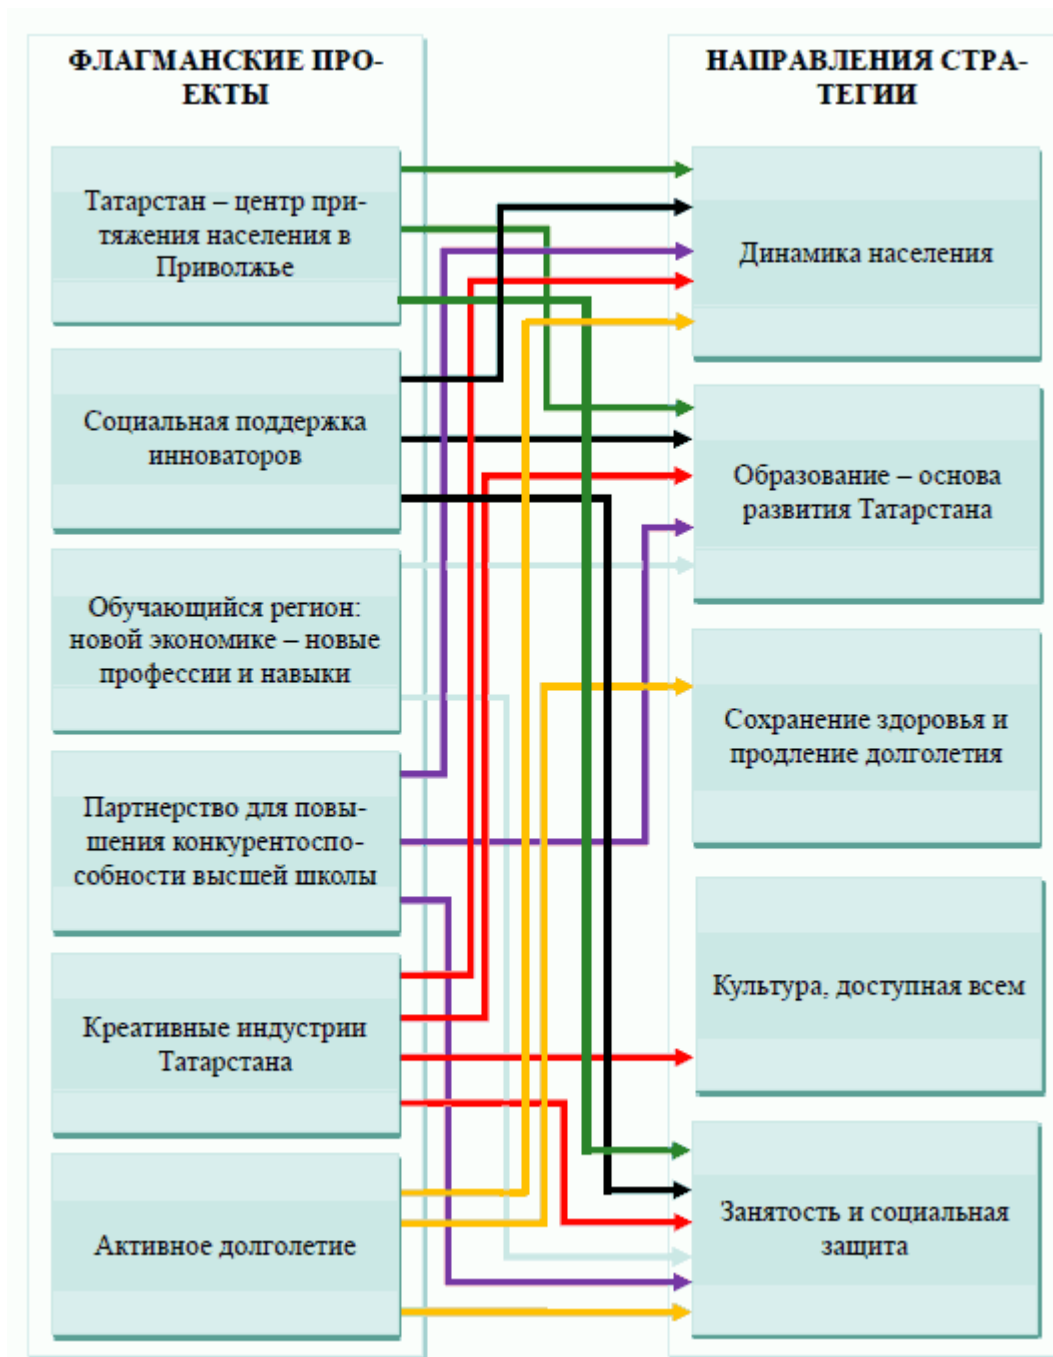 ФЛАГМАНСКИЕ ПРО-
ЕКТЫ
Татарстан – центр при-
тяжения населения в
Приволжье
Социальная поддержка
инноваторов
Обучающийся регион:
новой экономике – новые
профессии и навыки
Партнерство для повы-
шения конкурентоспо-
собности высшей школы
Креативные индустрии
Татарстана
Активное долголетие
НАПРАВЛЕНИЯ СТРА-
ТЕГИИ
Динамика населения
Образование – основа
развития Татарстана
Сохранение здоровья и
продление долголетия
Культура, доступная всем
Занятость и социальная
защита